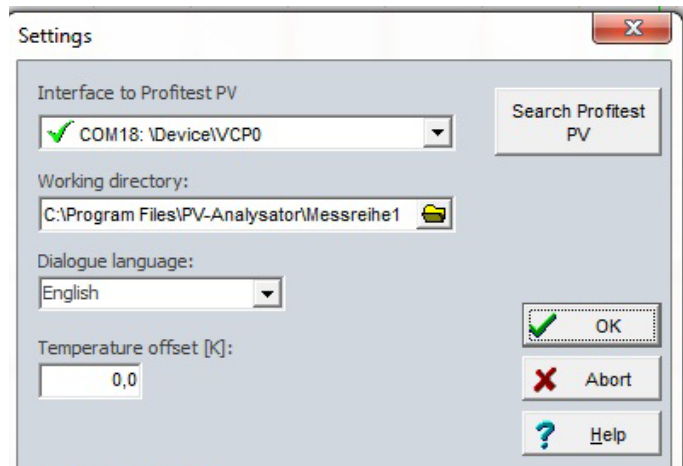 Settings
Interface to Profitest PV
COM18: \Device\VCP0
Search Profitest
PV
Working directory:
C:\Program Files\PV-Analysator\Messreihe1
Dialogue language:
English
Temperature offset [K]:
0,0
OK
Abort
Help